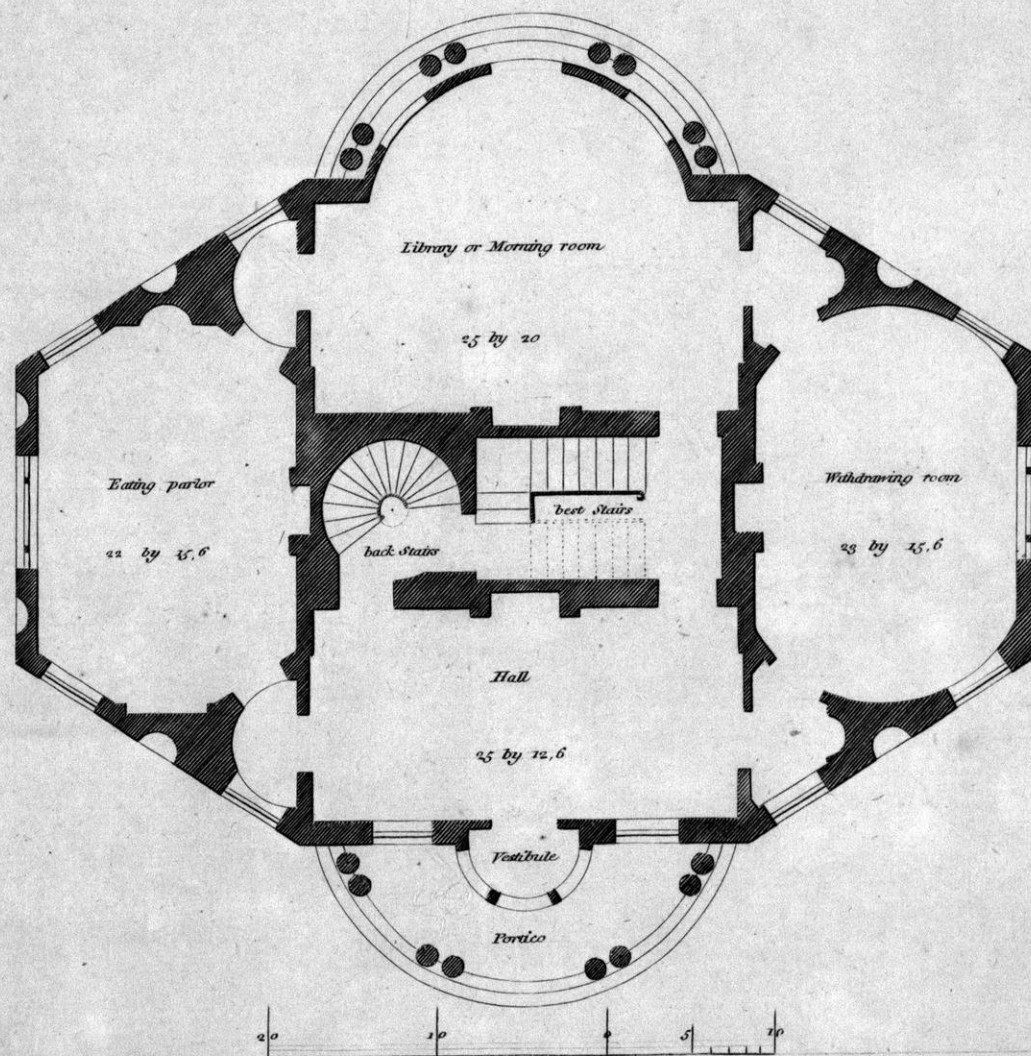 Library or Morning room
25 by 20
Eating parlor
22 by 15,6
best Stairs
back Stairs
Withdrawing room
23 by 15,6
Hall
25 by 12,6
Vestibule
Portico
20 10 0 5 10